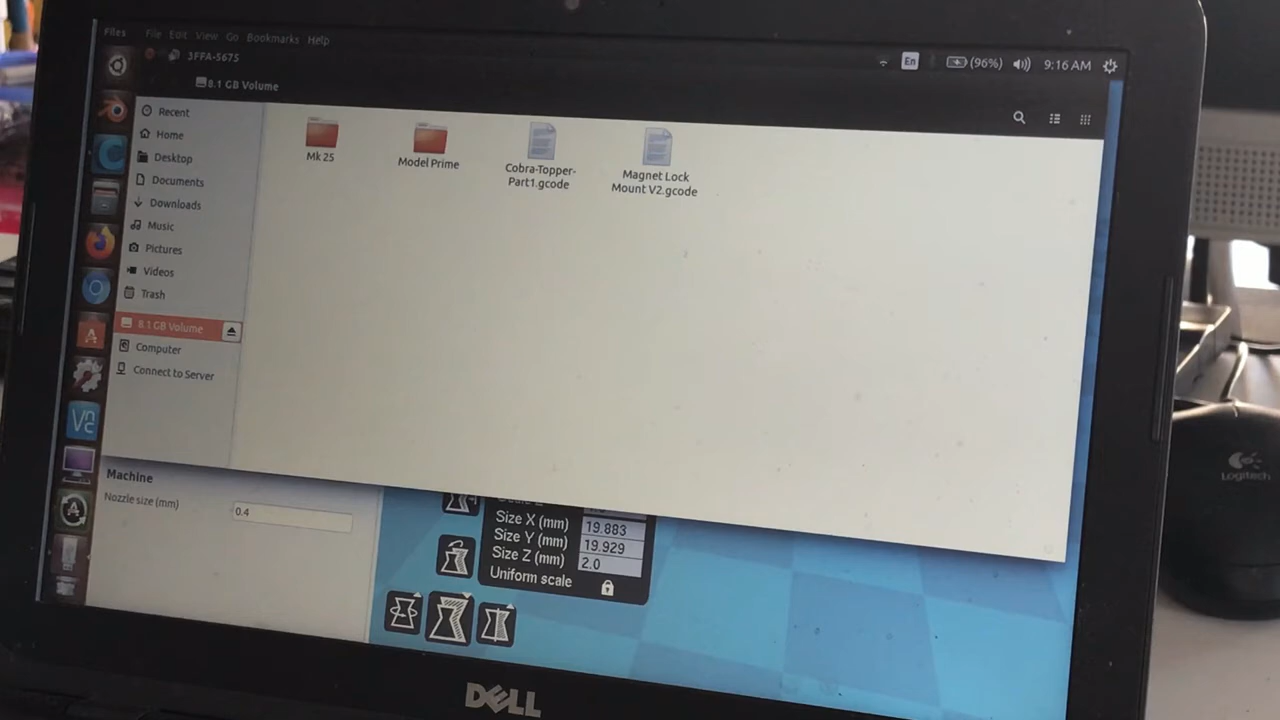 Files File Edit View Go Bookmarks Help
3FFA-5675
En (96%) 9:16 AM
8.1 GB Volume
Recent
Home
Desktop
Documents
Downloads
Music
Pictures
Videos
Trash
8.1 GB Volume
Computer
Connect to Server
Mk 25
Model Prime
Cobra-Topper-
Part1.gcode
Magnet Lock
Mount V2.gcode
Machine
Nozzle size (mm) 0.4
Size X (mm) 19.883
Size Y (mm) 19.929
Size Z (mm) 2.0
Uniform scale
DELL
Logitech